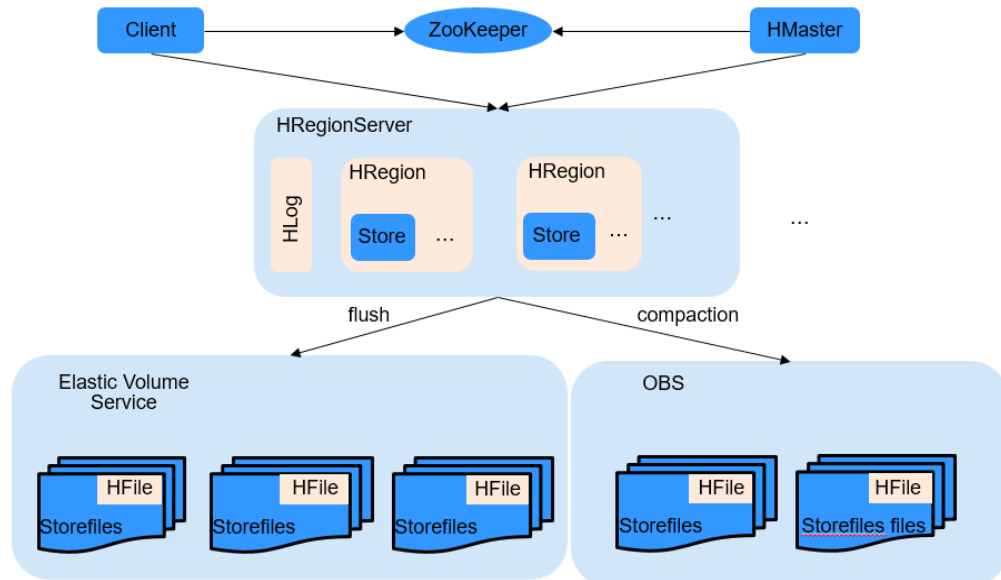 Client
ZooKeeper
HMaster
HRegionServer
HLog
HRegion
Store
...
HRegion
Store
...
...
...
flush
compaction
Elastic Volume
Service
HFile
Storefiles
HFile
Storefiles
HFile
Storefiles
OBS
HFile
Storefiles
HFile
Storefiles files